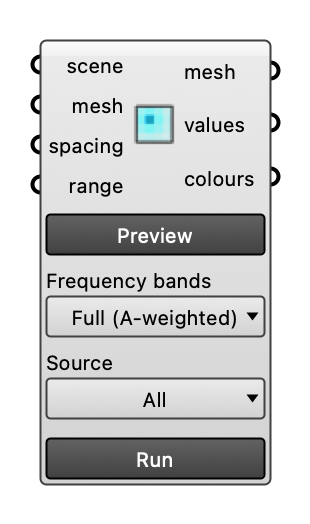 scene
mesh
spacing
range
mesh
values
colours
Preview
Frequency bands
Full (A-weighted)
Source
All
Run